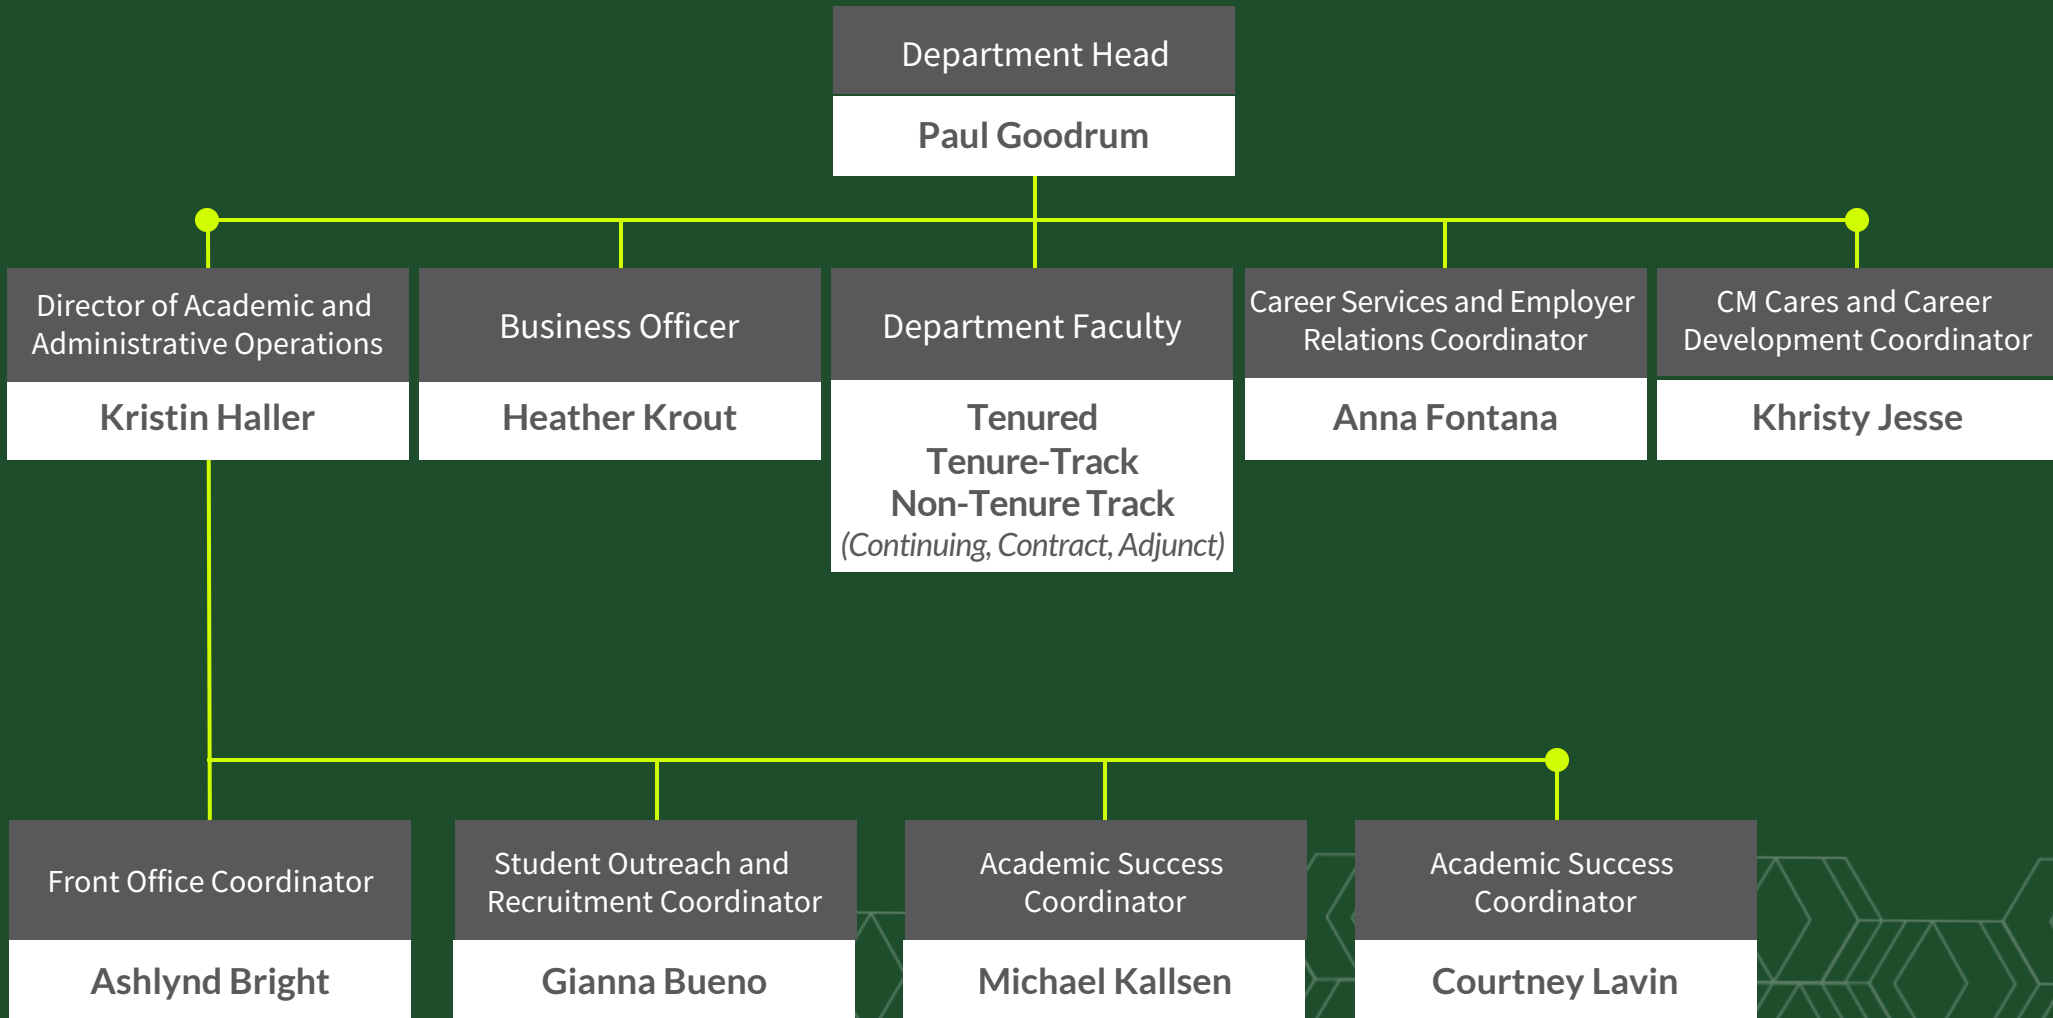 Department Head
Paul Goodrum
Director of Academic and
Administrative Operations
Kristin Haller
Business Officer
Heather Krout
Department Faculty
Tenured
Tenure-Track
Non-Tenure Track
(Continuing, Contract, Adjunct)
Career Services and Employer
Relations Coordinator
Anna Fontana
CM Cares and Career
Development Coordinator
Khristy Jesse
Front Office Coordinator
Ashlynd Bright
Student Outreach and
Recruitment Coordinator
Gianna Bueno
Academic Success
Coordinator
Michael Kallsen
Academic Success
Coordinator
Courtney Lavin